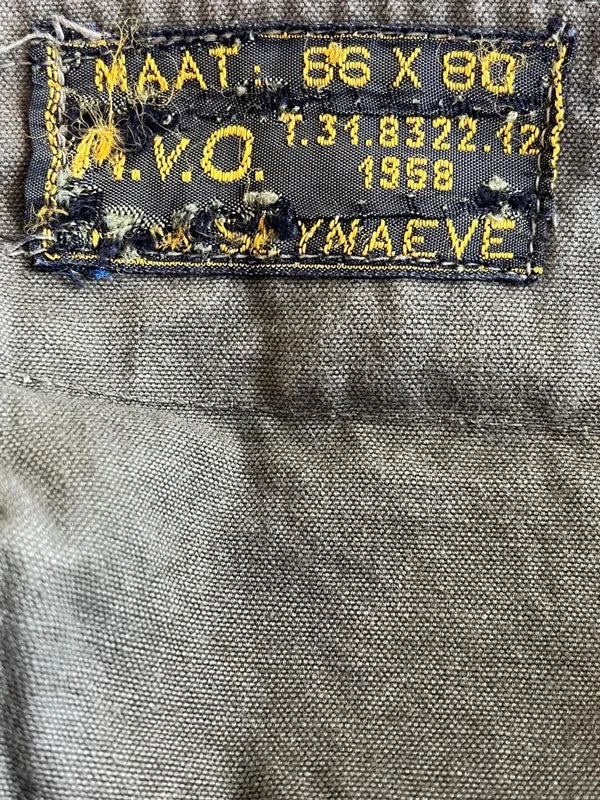 MAAT: 86 X 80
.V.O. T.31.8322.12
1958
YNAEVE